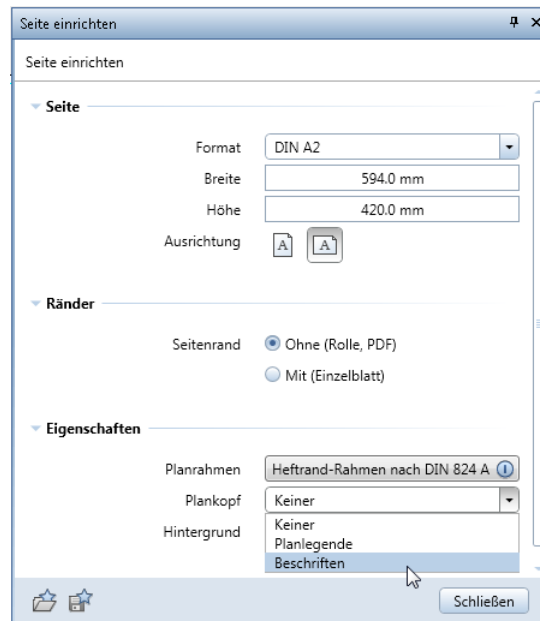 Seite einrichten
Seite einrichten
Seite
Format DIN A2
Breite 594.0 mm
Höhe 420.0 mm
Ausrichtung A A
Ränder
Seitenrand Ohne (Rolle, PDF)
Mit (Einzelblatt)
Eigenschaften
Planrahmen Heftrand-Rahmen nach DIN 824 A
Plankopf Keiner
Hintergrund Keiner
Planlegende
Beschriften
Schließen